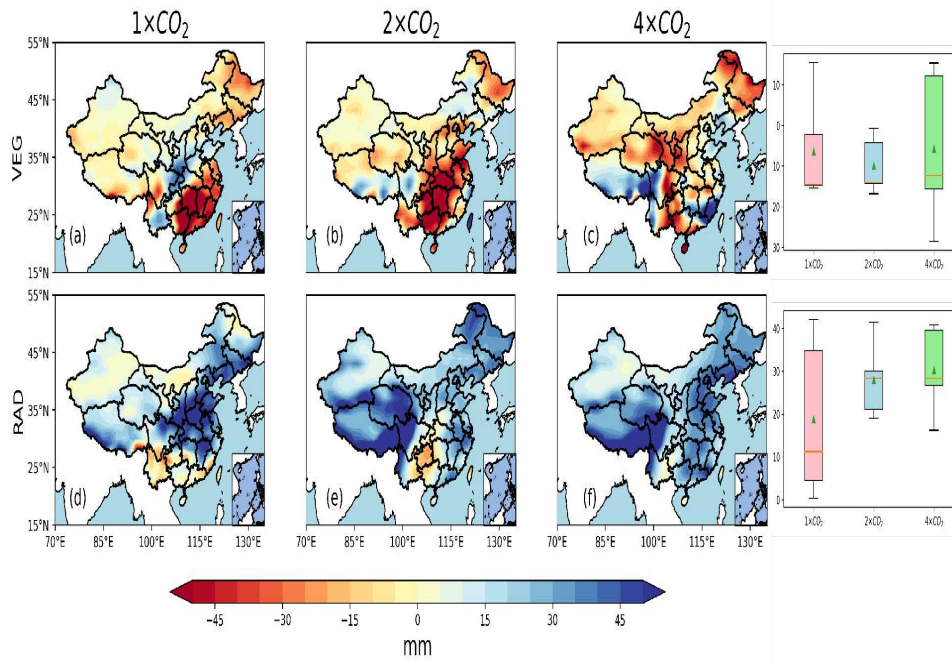 1×CO₂ 2×CO₂ 4×CO₂
VEG
55°N
45°N
35°N
25°N
15°N
(a) (b) (c)
10
0
10
20
30
1×CO₂ 2×CO₂ 4×CO₂
RAD
55°N
45°N
35°N
25°N
15°N
(d) (e) (f)
70°E 85°E 100°E 115°E 130°E 70°E 85°E 100°E 115°E 130°E 70°E 85°E 100°E 115°E 130°E
40
30
20
10
0
1×CO₂ 2×CO₂ 4×CO₂
−45 −30 −15 0 15 30 45
mm